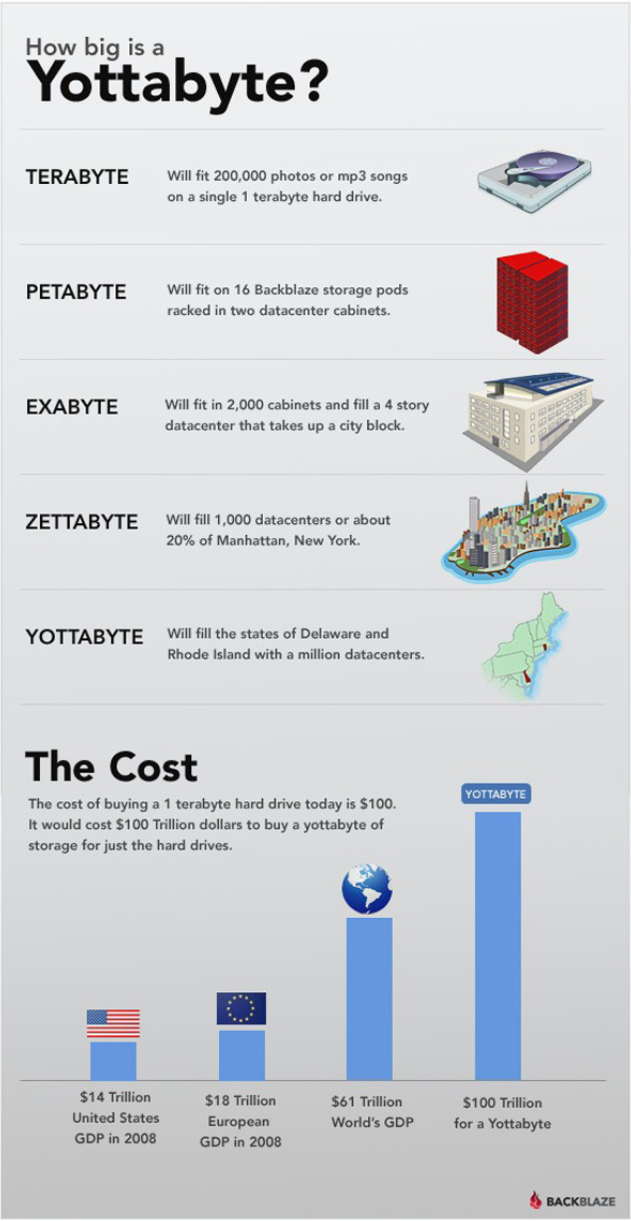 How big is a
Yottabyte?
TERABYTE
Will fit 200,000 photos or mp3 songs
on a single 1 terabyte hard drive.
PETABYTE
Will fit on 16 Backblaze storage pods
racked in two datacenter cabinets.
EXABYTE
Will fit in 2,000 cabinets and fill a 4 story
datacenter that takes up a city block.
ZETTABYTE
Will fill 1,000 datacenters or about
20% of Manhattan, New York.
YOTTABYTE
Will fill the states of Delaware and
Rhode Island with a million datacenters.
The Cost
The cost of buying a 1 terabyte hard drive today is $100.
It would cost $100 Trillion dollars to buy a yottabyte of
storage for just the hard drives.
YOTTABYTE
$14 Trillion
United States
GDP in 2008
$18 Trillion
European
GDP in 2008
$61 Trillion
World's GDP
$100 Trillion
for a Yottabyte
BACKBLAZE